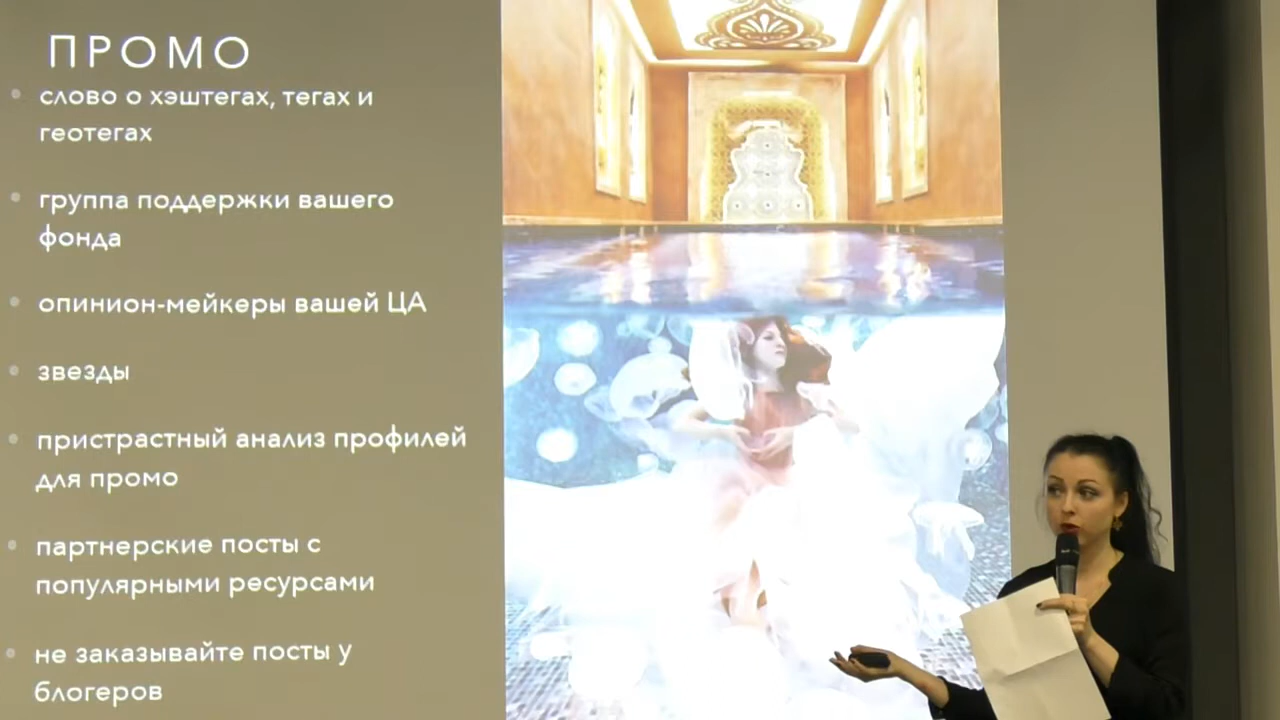 ПРОМО
слово о хэштегах, тегах и
геотегах
группа поддержки вашего
фонда
опинион-мейкеры вашей ЦА
звезды
пристрастный анализ профилей
для промо
партнерские посты с
популярными ресурсами
не заказывайте посты у
блогеров